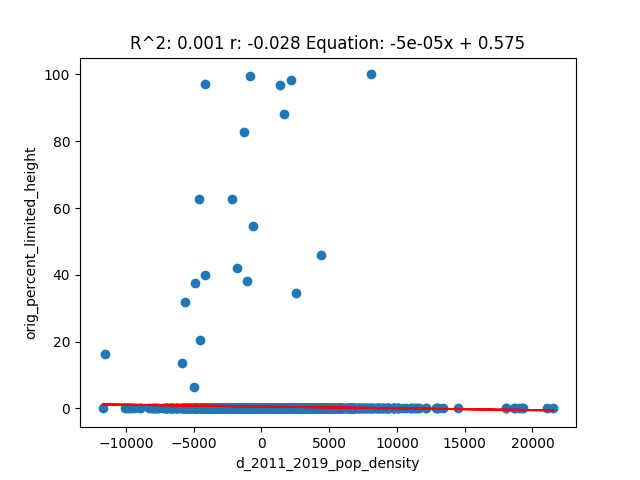 R^2: 0.001 r: -0.028 Equation: -5e-05x + 0.575
100
80
60
40
20
0
orig_percent_limited_height
−10000 −5000 0 5000 10000 15000 20000
d_2011_2019_pop_density